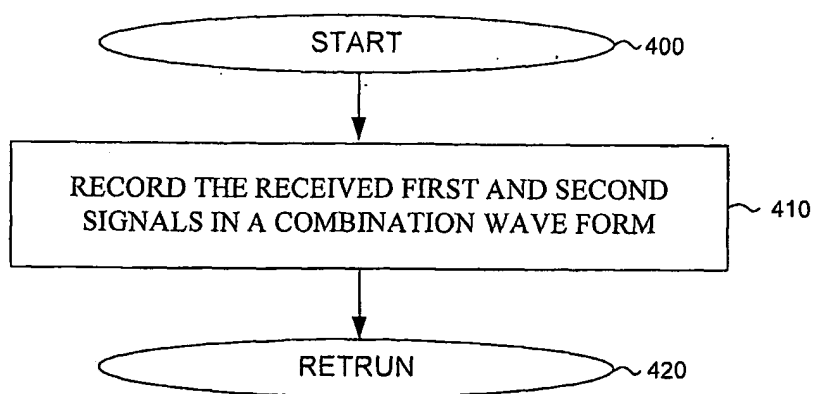 START
400
RECORD THE RECEIVED FIRST AND SECOND
SIGNALS IN A COMBINATION WAVE FORM
410
RETRUN
420